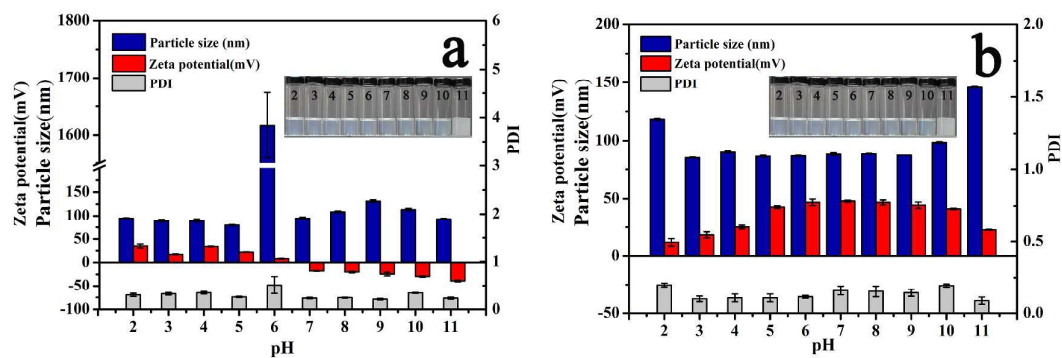 a
Particle size (nm)
Zeta potential(mV)
PDI
2 3 4 5 6 7 8 9 10 11
Zeta potential(mV)
Particle size(nm)
1800
1700
1600
100
50
0
-50
-100
6
5
4
3
2
1
0
PDI
2 3 4 5 6 7 8 9 10 11
pH
b
Particle size (nm)
Zeta potential(mV)
PDI
2 3 4 5 6 7 8 9 10 11
Zeta potential(mV)
Particle size(nm)
200
150
100
50
0
-50
2.0
1.5
1.0
0.5
0.0
PDI
2 3 4 5 6 7 8 9 10 11
pH